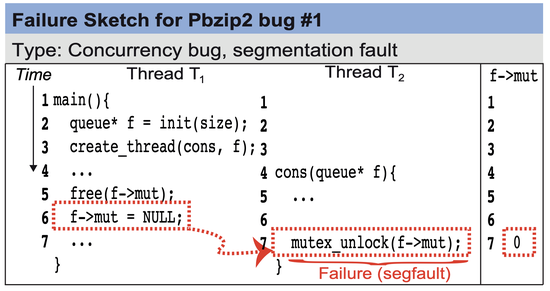 Failure Sketch for Pbzip2 bug #1
Type: Concurrency bug, segmentation fault
Time Thread T1 Thread T2 f->mut
1 main(){ 1 1
2 queue* f = init(size); 2 2
3 create_thread(cons, f); 3 3
4 ... 4 cons(queue* f){ 4
5 free(f->mut); 5 ... 5
6 f->mut = NULL; 6 6
7 ... 7 mutex_unlock(f->mut); 7 0
} } Failure (segfault)